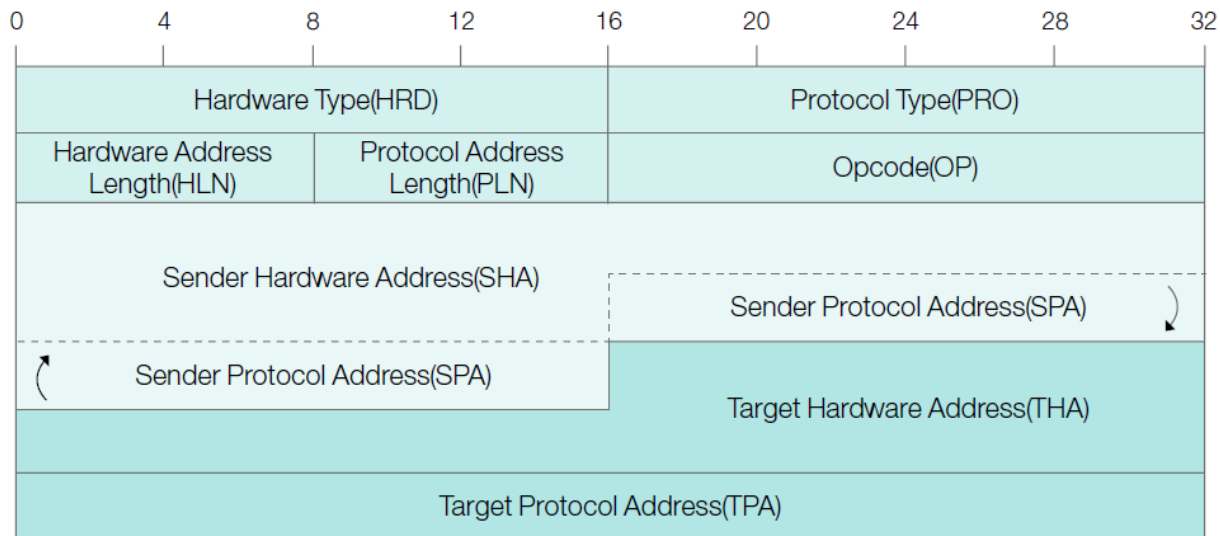 0 4 8 12 16 20 24 28 32
Hardware Type(HRD)
Protocol Type(PRO)
Hardware Address
Length(HLN)
Protocol Address
Length(PLN)
Opcode(OP)
Sender Hardware Address(SHA)
Sender Protocol Address(SPA)
Sender Protocol Address(SPA)
Target Hardware Address(THA)
Target Protocol Address(TPA)